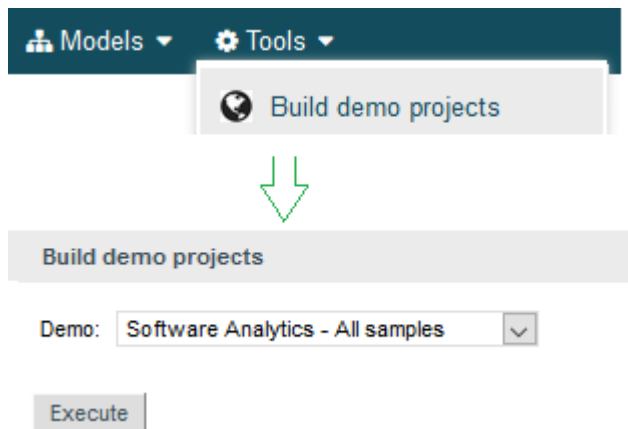 Models Tools
Build demo projects
Build demo projects
Demo: Software Analytics - All samples
Execute